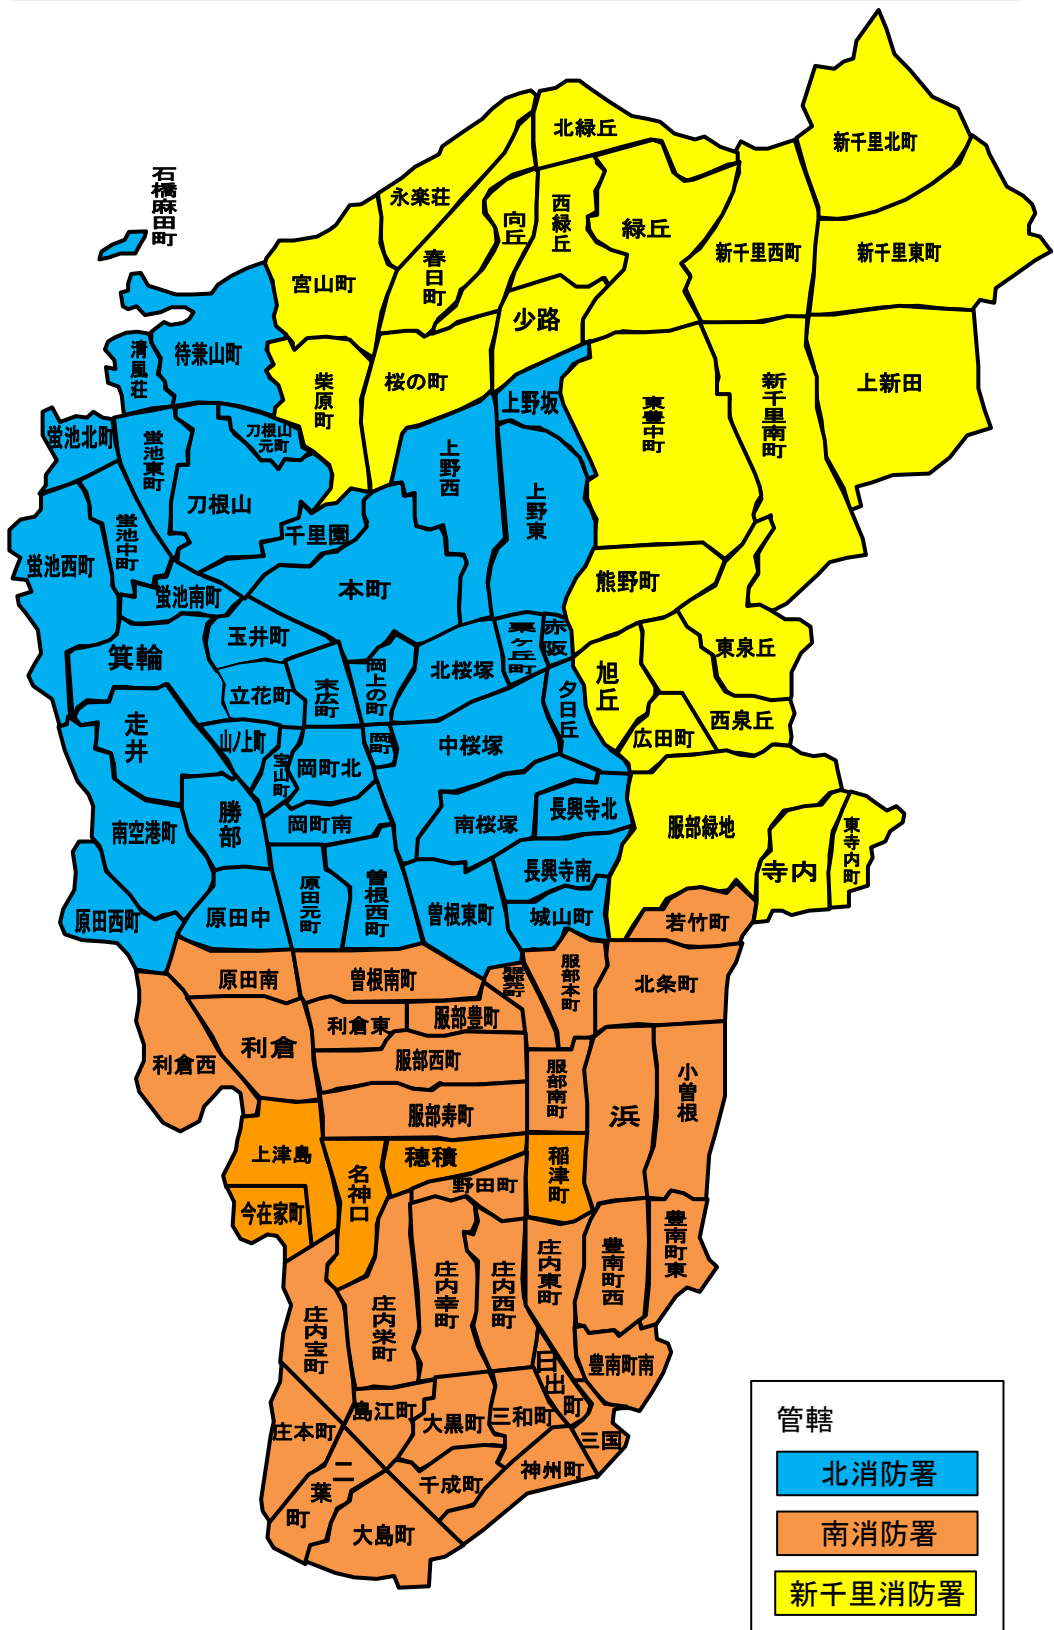 北緑丘
新千里北町
石橋麻田町
永楽荘
西緑丘
向丘
緑丘
新千里西町
新千里東町
宮山町
春日町
少路
清風荘
待兼山町
柴原町
桜の町
上野坂
東豊中町
新千里南町
上新田
蛍池北町
蛍池東町
刀根山元町
上野西
刀根山
上野東
千里園
蛍池中町
蛍池西町
蛍池南町
本町
熊野町
玉井町
箕輪
栗ヶ丘町
赤阪
東泉丘
立花町
末広町
岡上の町
北桜塚
夕日丘
旭丘
西泉丘
走井
山ノ上町
宝山町
岡町北
岡町
中桜塚
広田町
南空港町
勝部
岡町南
南桜塚
長興寺北
服部緑地
東寺内町
寺内
長興寺南
原田西町
原田中
原田元町
曽根西町
曽根東町
城山町
若竹町
原田南
曽根南町
服部本町
北条町
利倉西
利倉
利倉東
服部豊町
服部西町
服部南町
小曽根
浜
服部寿町
上津島
名神口
穂積
野田町
稲津町
今在家町
庄内宝町
庄内栄町
庄内幸町
庄内西町
庄内東町
豊南町西
豊南町東
豊南町南
日出町
島江町
大黒町
三和町
三国
庄本町
二葉町
千成町
神州町
大島町
管轄
北消防署
南消防署
新千里消防署